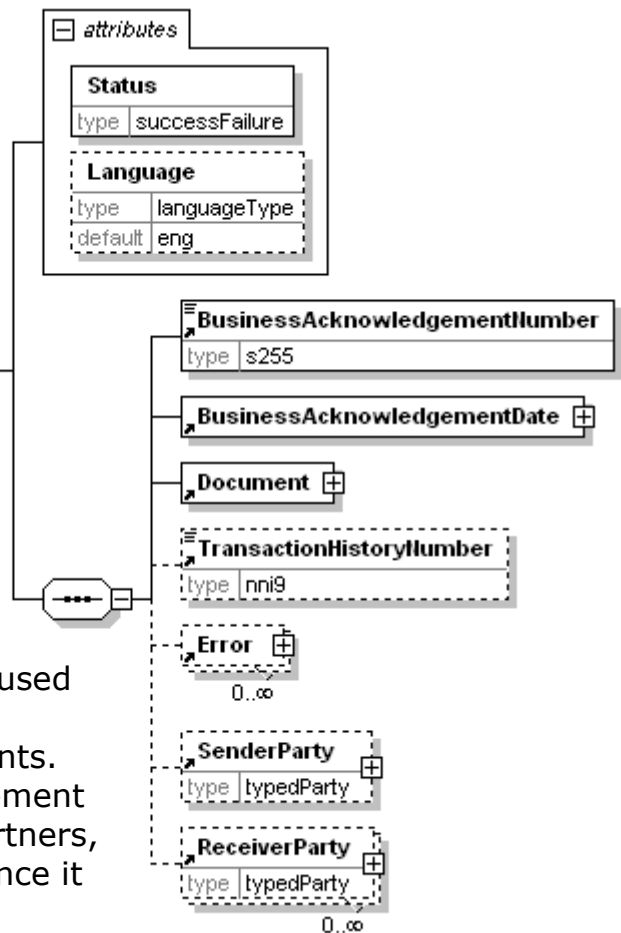 attributes
Status
type successFailure
Language
type languageType
default eng
BusinessAcknowledgementNumber
type s255
BusinessAcknowledgementDate
Document
TransactionHistoryNumber
type nni9
Error
0..∞
SenderParty
type typedParty
ReceiverParty
type typedParty
0..∞
used
nts.
ement
rtners,
nce it